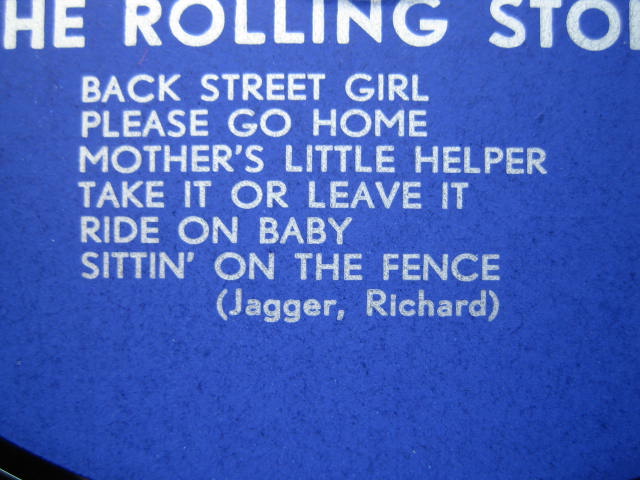 HE ROLLING STO
BACK STREET GIRL
PLEASE GO HOME
MOTHER'S LITTLE HELPER
TAKE IT OR LEAVE IT
RIDE ON BABY
SITTIN' ON THE FENCE
(Jagger, Richard)